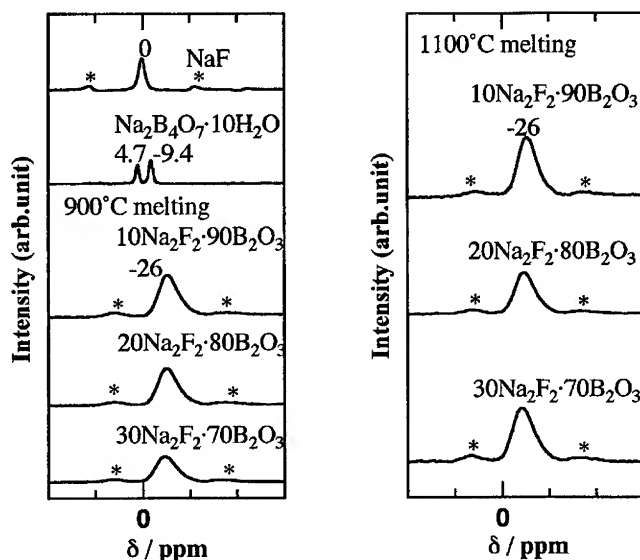 0
NaF
* *
Na₂B₄O₇·10H₂O
4.7 -9.4
900°C melting
10Na₂F₂·90B₂O₃
-26
* *
20Na₂F₂·80B₂O₃
* *
30Na₂F₂·70B₂O₃
* *
0
δ / ppm
Intensity (arb.unit)
1100°C melting
10Na₂F₂·90B₂O₃
-26
* *
20Na₂F₂·80B₂O₃
* *
30Na₂F₂·70B₂O₃
* *
0
δ / ppm
Intensity (arb.unit)